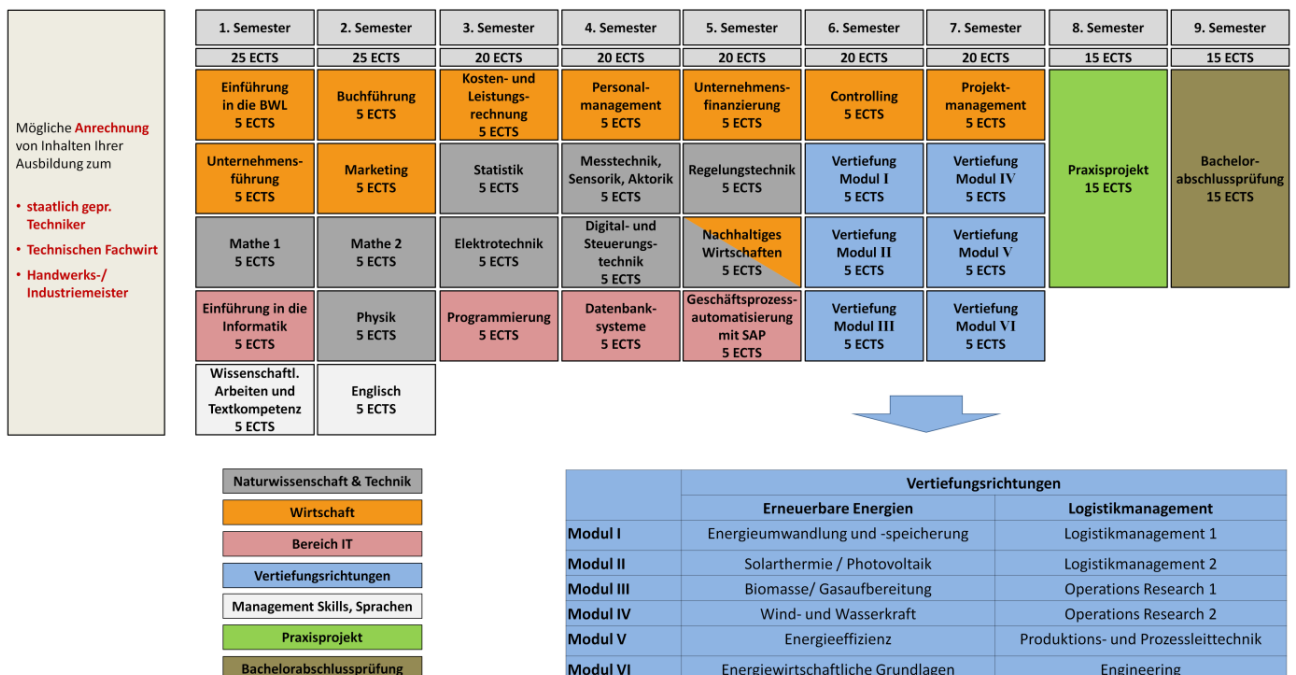 Mögliche Anrechnung
von Inhalten Ihrer
Ausbildung zum
• staatlich gepr.
Techniker
• Technischen Fachwirt
• Handwerks-/
Industriemeister
1. Semester
2. Semester
3. Semester
4. Semester
5. Semester
6. Semester
7. Semester
8. Semester
9. Semester
25 ECTS
25 ECTS
20 ECTS
20 ECTS
20 ECTS
20 ECTS
20 ECTS
15 ECTS
15 ECTS
Einführung
in die BWL
5 ECTS
Buchführung
5 ECTS
Kosten- und
Leistungs-
rechnung
5 ECTS
Personal-
management
5 ECTS
Unternehmens-
finanzierung
5 ECTS
Controlling
5 ECTS
Projekt-
management
5 ECTS
Praxisprojekt
15 ECTS
Bachelor-
abschlussprüfung
15 ECTS
Unternehmens-
führung
5 ECTS
Marketing
5 ECTS
Statistik
5 ECTS
Messtechnik,
Sensorik, Aktorik
5 ECTS
Regelungstechnik
5 ECTS
Vertiefung
Modul I
5 ECTS
Vertiefung
Modul IV
5 ECTS
Mathe 1
5 ECTS
Mathe 2
5 ECTS
Elektrotechnik
5 ECTS
Digital- und
Steuerungs-
technik
5 ECTS
Nachhaltiges
Wirtschaften
5 ECTS
Vertiefung
Modul II
5 ECTS
Vertiefung
Modul V
5 ECTS
Einführung in die
Informatik
5 ECTS
Physik
5 ECTS
Programmierung
5 ECTS
Datenbank-
systeme
5 ECTS
Geschäftsprozess-
automatisierung
mit SAP
5 ECTS
Vertiefung
Modul III
5 ECTS
Vertiefung
Modul VI
5 ECTS
Wissenschaftl.
Arbeiten und
Textkompetenz
5 ECTS
Englisch
5 ECTS
Naturwissenschaft & Technik
Wirtschaft
Bereich IT
Vertiefungsrichtungen
Management Skills, Sprachen
Praxisprojekt
Bachelorabschlussprüfung
Vertiefungsrichtungen
Erneuerbare Energien
Logistikmanagement
Modul I
Energieumwandlung und -speicherung
Logistikmanagement 1
Modul II
Solarthermie / Photovoltaik
Logistikmanagement 2
Modul III
Biomasse/ Gasaufbereitung
Operations Research 1
Modul IV
Wind- und Wasserkraft
Operations Research 2
Modul V
Energieeffizienz
Produktions- und Prozessleittechnik
Modul VI
Energiewirtschaftliche Grundlagen
Engineering